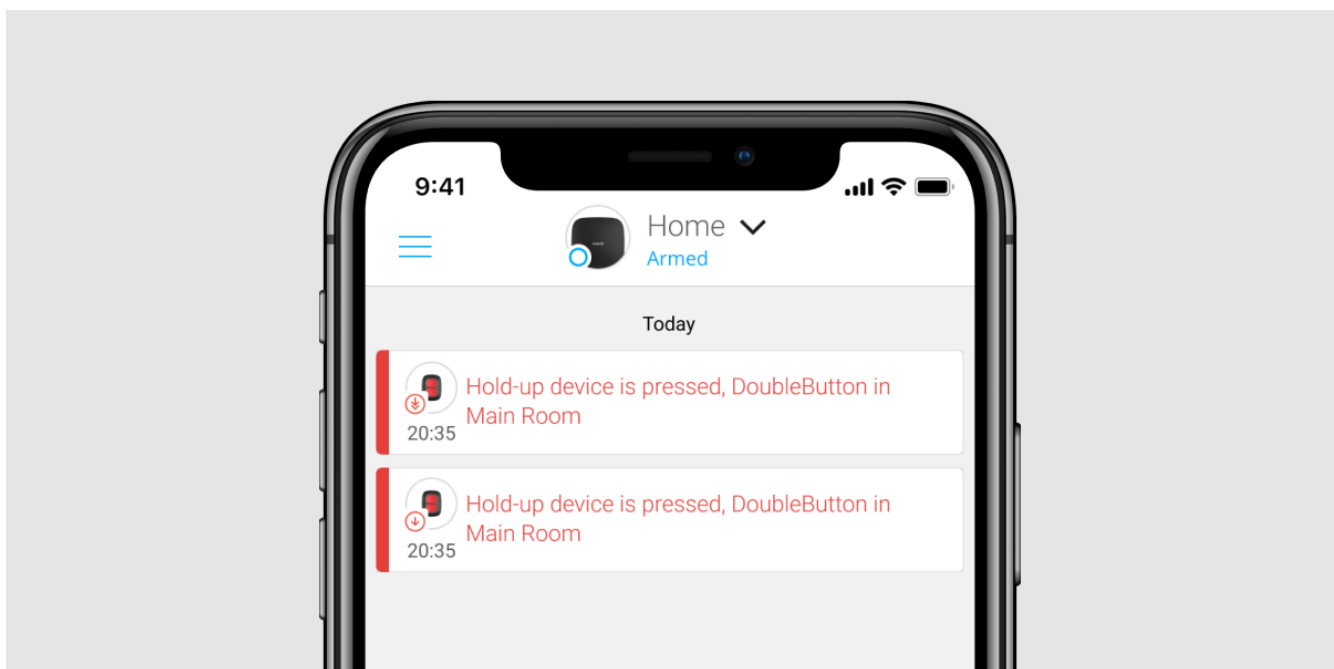 9:41
Home
Armed
Today
Hold-up device is pressed, DoubleButton in
Main Room
20:35
Hold-up device is pressed, DoubleButton in
Main Room
20:35